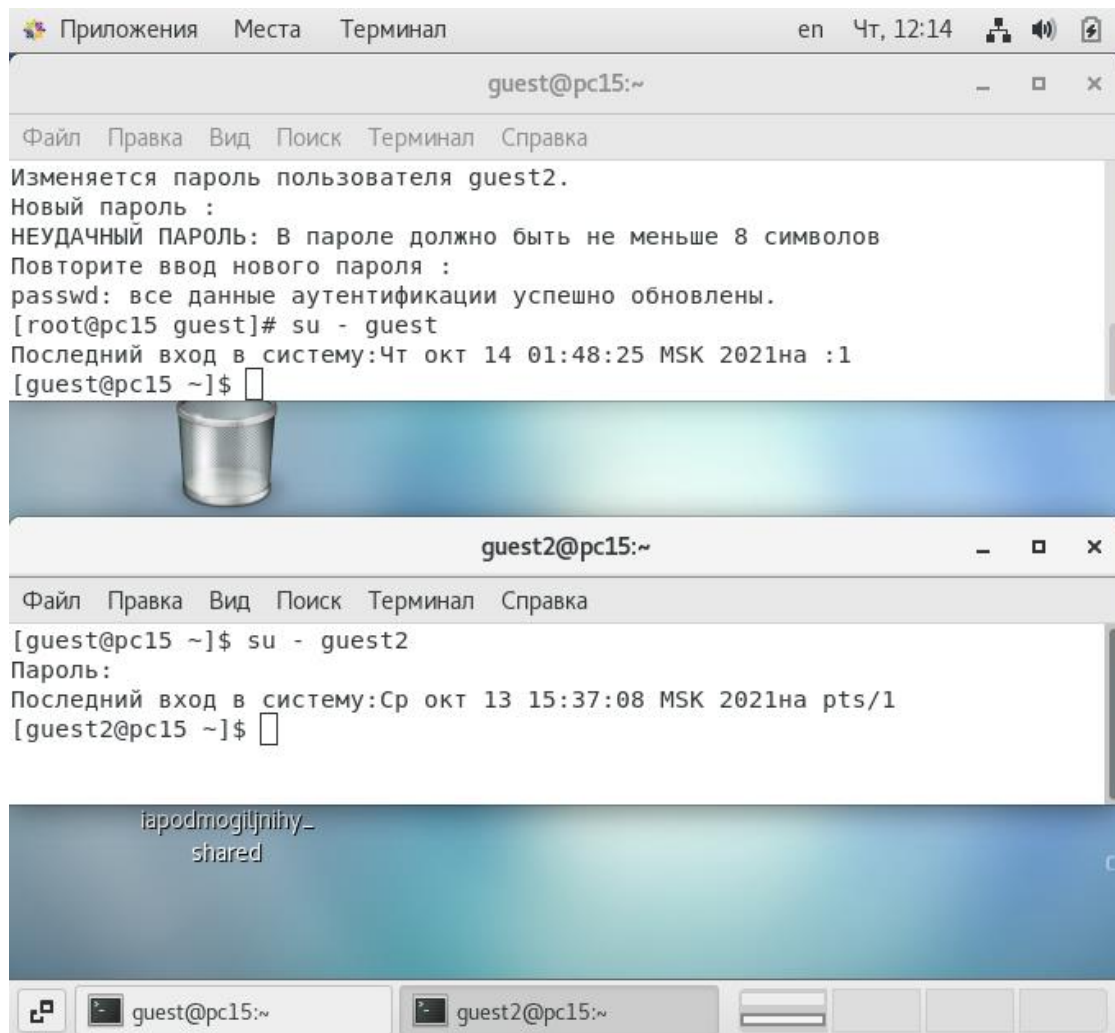 Приложения Места Терминал en Чт, 12:14
guest@pc15:~
Файл Правка Вид Поиск Терминал Справка
Изменяется пароль пользователя guest2.
Новый пароль :
НЕУДАЧНЫЙ ПАРОЛЬ: В пароле должно быть не меньше 8 символов
Повторите ввод нового пароля :
passwd: все данные аутентификации успешно обновлены.
[root@pc15 guest]# su - guest
Последний вход в систему:Чт окт 14 01:48:25 MSK 2021на :1
[guest@pc15 ~]$
guest2@pc15:~
Файл Правка Вид Поиск Терминал Справка
[guest@pc15 ~]$ su - guest2
Пароль:
Последний вход в систему:Ср окт 13 15:37:08 MSK 2021на pts/1
[guest2@pc15 ~]$
iapodmogiljnihy_
shared
guest@pc15:~ guest2@pc15:~